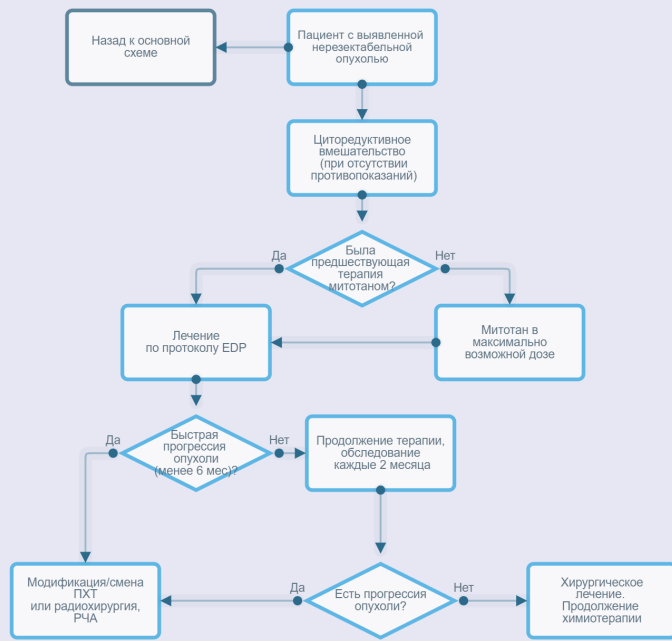 Назад к основной
схеме
Пациент с выявленной
нерезектабельной
опухолью
Циторедуктивное
вмешательство
(при отсутствии
противопоказаний)
Да
Была
предшествующая
терапия
митотаном?
Нет
Лечение
по протоколу EDP
Митотан в
максимально
возможной дозе
Да
Быстрая
прогрессия
опухоли
(менее 6 мес)?
Нет
Продолжение терапии,
обследование
каждые 2 месяца
Модификация/смена
ПХТ
или радиохирургия,
РЧА
Да
Есть прогрессия
опухоли?
Нет
Хирургическое
лечение.
Продолжение
химиотерапии